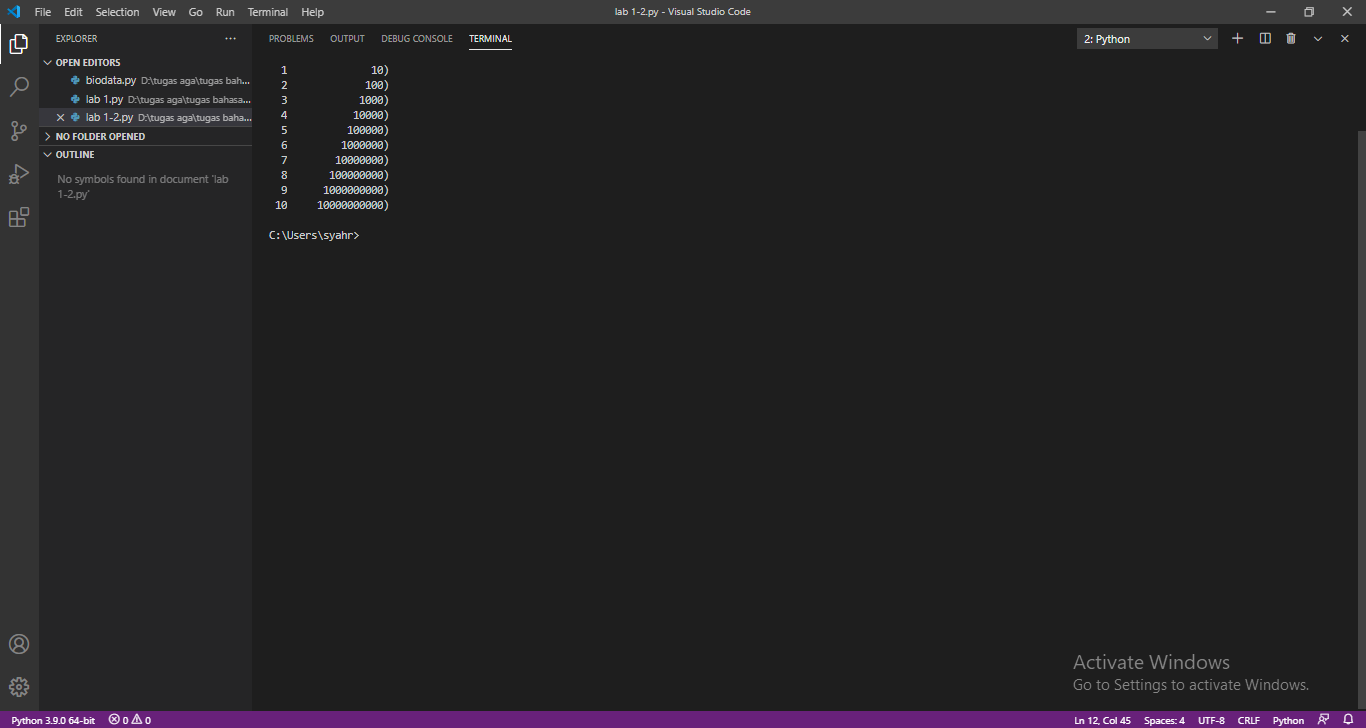 File Edit Selection View Go Run Terminal Help
lab 1-2.py - Visual Studio Code
EXPLORER
OPEN EDITORS
biodata.py D:\tugas aga\tugas bah...
lab 1.py D:\tugas aga\tugas bahasa...
lab 1-2.py D:\tugas aga\tugas baha...
NO FOLDER OPENED
OUTLINE
No symbols found in document 'lab
1-2.py'
PROBLEMS OUTPUT DEBUG CONSOLE TERMINAL
2: Python
1 10)
2 100)
3 1000)
4 10000)
5 100000)
6 1000000)
7 10000000)
8 100000000)
9 1000000000)
10 10000000000)
C:\Users\syahr>
Activate Windows
Go to Settings to activate Windows.
Python 3.9.0 64-bit 0 0
Ln 12, Col 45 Spaces: 4 UTF-8 CRLF Python